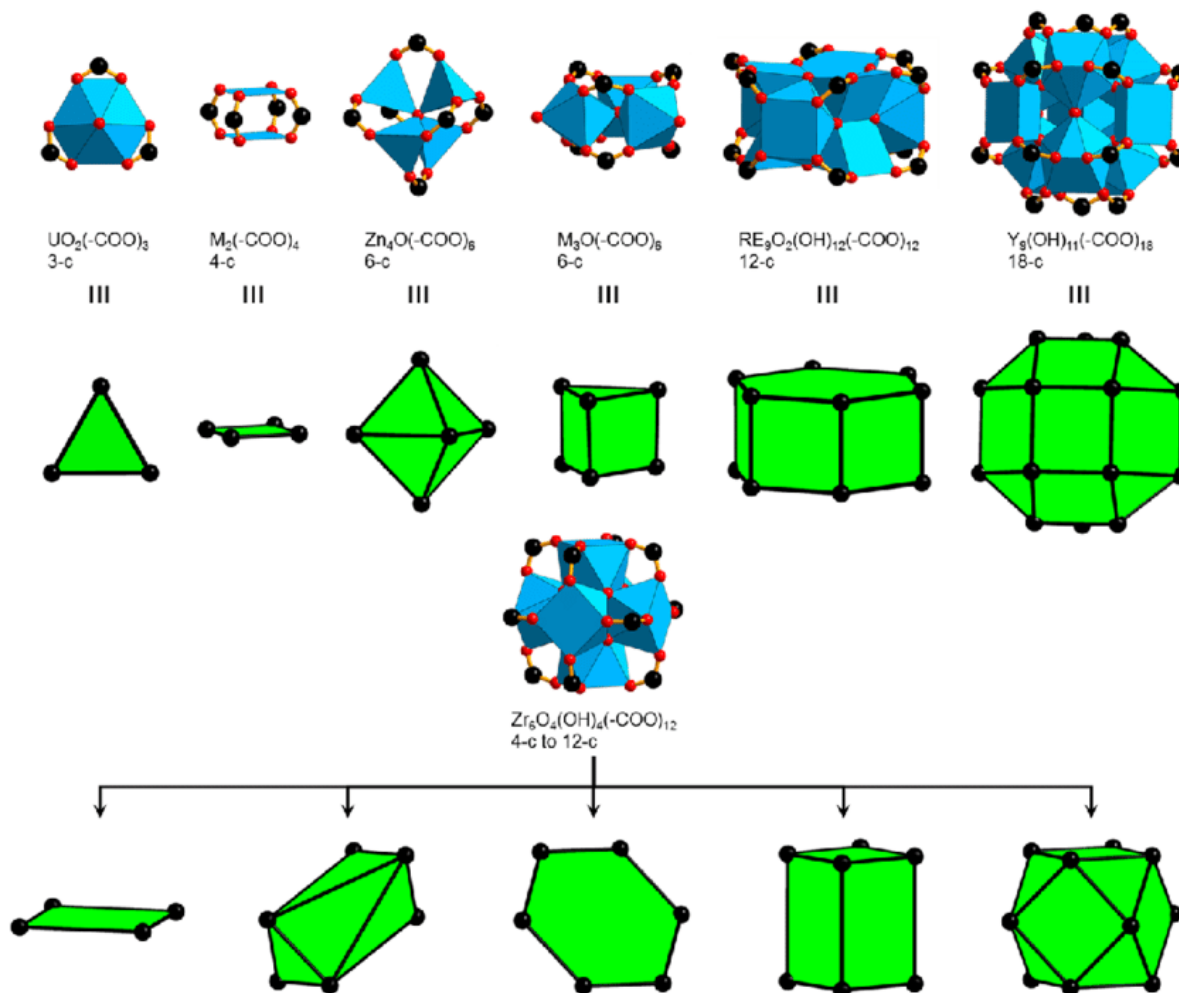 UO₂(-COO)₃
3-c
M₂(-COO)₄
4-c
Zn₄O(-COO)₆
6-c
M₃O(-COO)₆
6-c
RE₉O₂(OH)₁₂(-COO)₁₂
12-c
Y₉(OH)₁₁(-COO)₁₈
18-c
Zr₆O₄(OH)₄(-COO)₁₂
4-c to 12-c